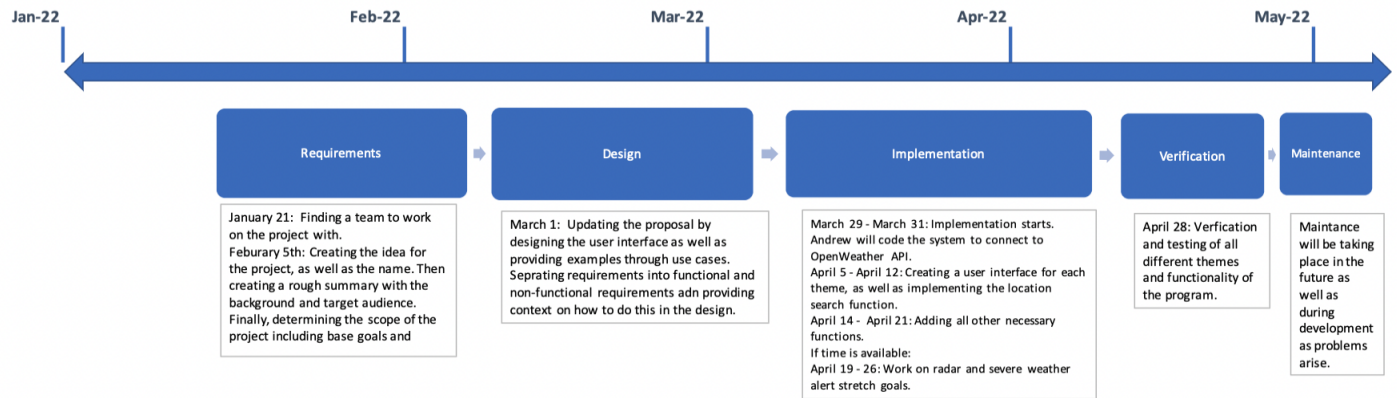 Jan-22
Feb-22
Mar-22
Apr-22
May-22
Requirements
Design
Implementation
Verification
Maintenance
January 21: Finding a team to work
on the project with.
Feburary 5th: Creating the idea for
the project, as well as the name. Then
creating a rough summary with the
background and target audience.
Finally, determining the scope of the
project including base goals and
March 1: Updating the proposal by
designing the user interface as well as
providing examples through use cases.
Seprating requirements into functional and
non-functional requirements adn providing
context on how to do this in the design.
March 29 - March 31: Implementation starts.
Andrew will code the system to connect to
OpenWeather API.
April 5 - April 12: Creating a user interface for each
theme, as well as implementing the location
search function.
April 14 - April 21: Adding all other necessary
functions.
If time is available:
April 19 - 26: Work on radar and severe weather
alert stretch goals.
April 28: Verfication
and testing of all
different themes
and functionality of
the program.
Maintance
will be taking
place in the
future as
well as
during
development
as problems
arise.